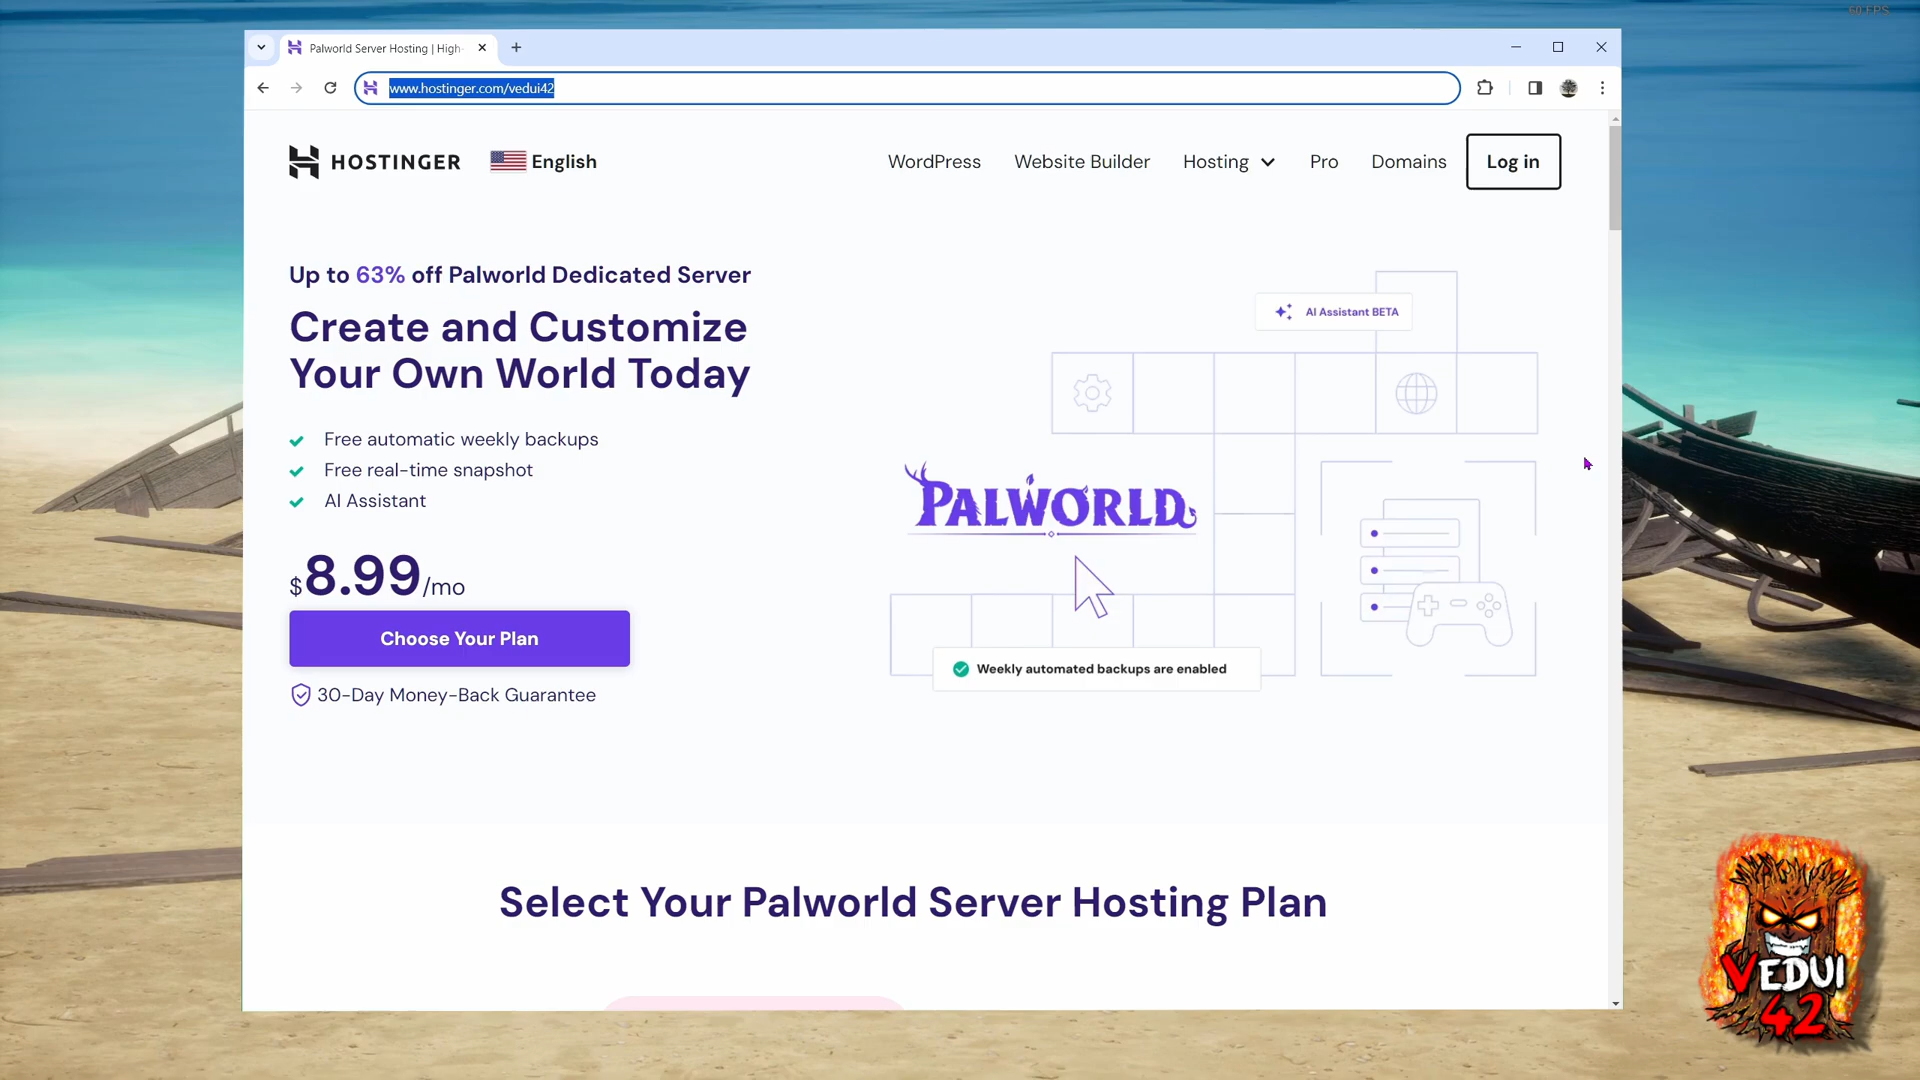 60 FPS
Palworld Server Hosting | High-
www.hostinger.com/vedui42
HOSTINGER
English
WordPress
Website Builder
Hosting
Pro
Domains
Log in
Up to 63% off Palworld Dedicated Server
Create and Customize
Your Own World Today
Free automatic weekly backups
Free real-time snapshot
AI Assistant
$8.99/mo
Choose Your Plan
30-Day Money-Back Guarantee
AI Assistant BETA
PALWORLD
Weekly automated backups are enabled
Select Your Palworld Server Hosting Plan
VEDUI
42